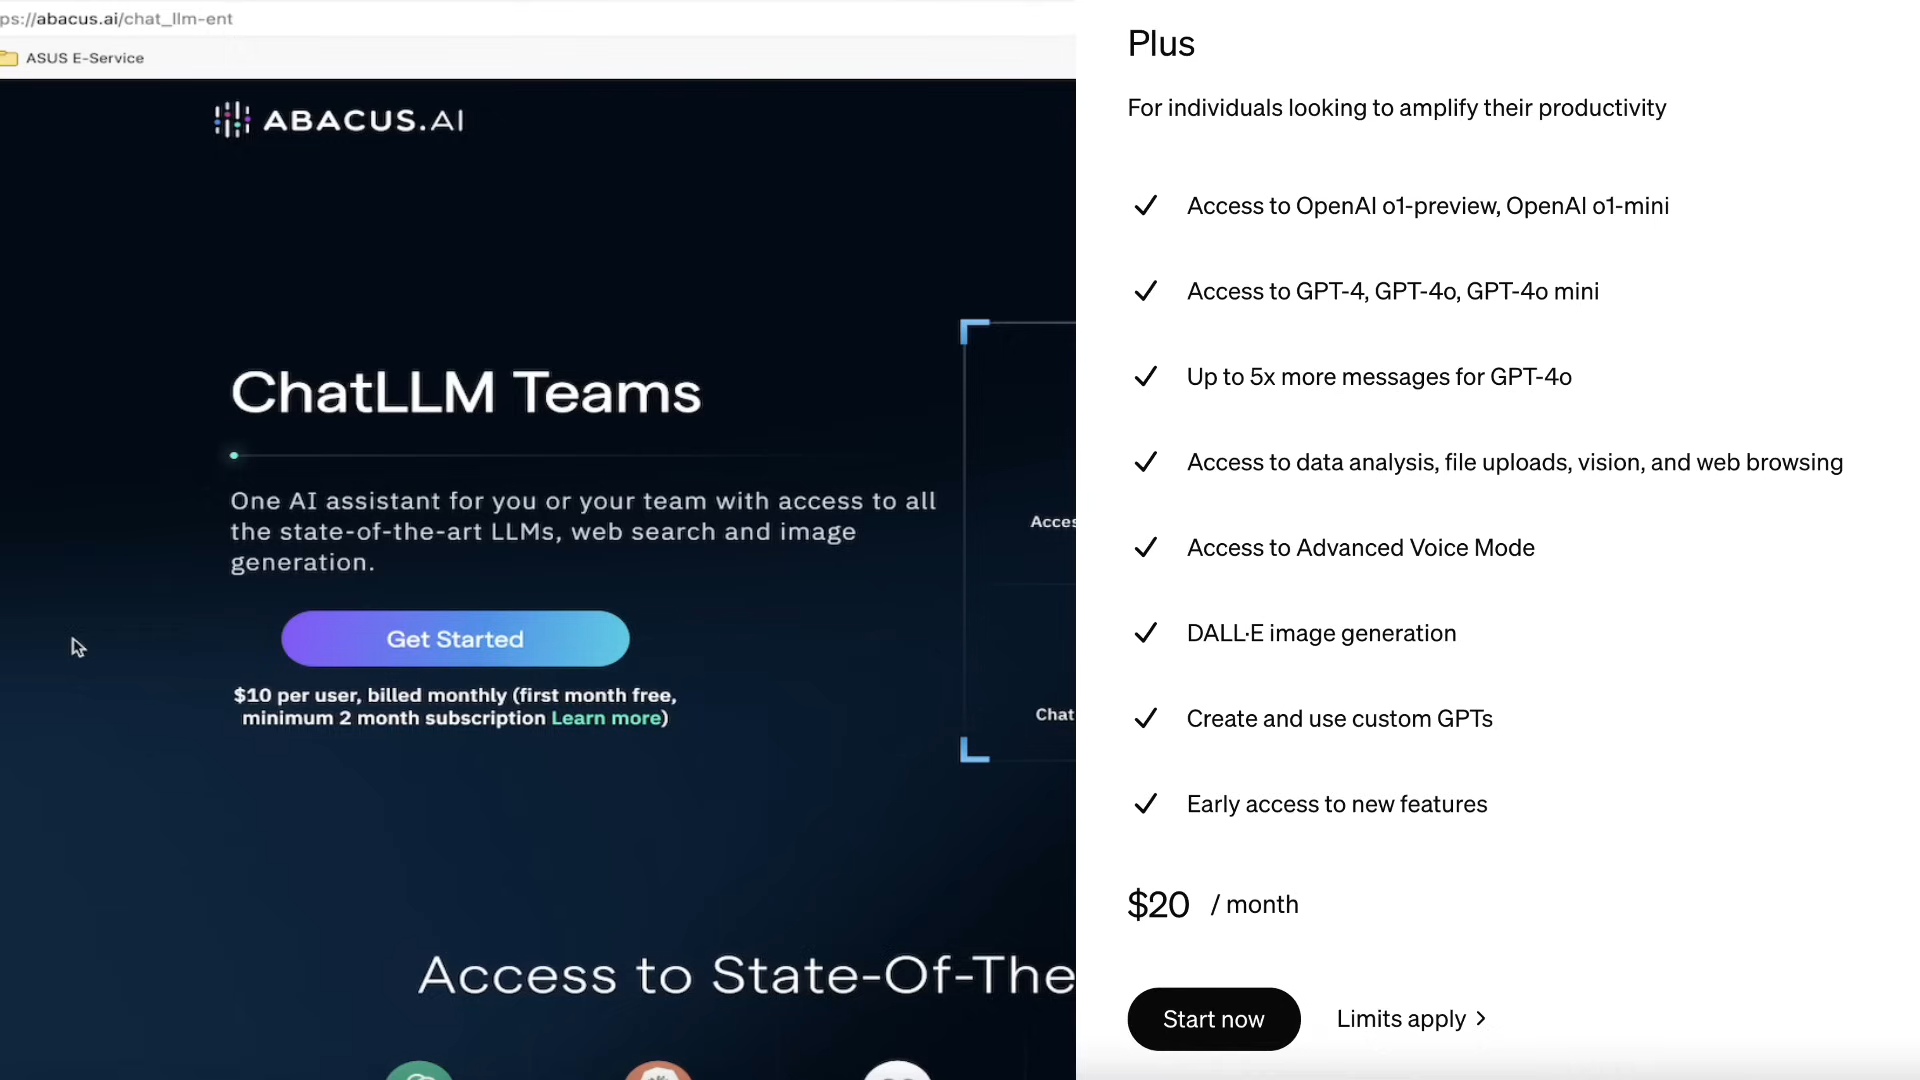 ps://abacus.ai/chat_llm-ent
ASUS E-Service
ABACUS.AI
ChatLLM Teams
One AI assistant for you or your team with access to all
the state-of-the-art LLMs, web search and image
generation.
Get Started
$10 per user, billed monthly (first month free,
minimum 2 month subscription Learn more)
Acces
Chat
Access to State-Of-The
Plus
For individuals looking to amplify their productivity
Access to OpenAI o1-preview, OpenAI o1-mini
Access to GPT-4, GPT-4o, GPT-4o mini
Up to 5x more messages for GPT-4o
Access to data analysis, file uploads, vision, and web browsing
Access to Advanced Voice Mode
DALL·E image generation
Create and use custom GPTs
Early access to new features
$20 / month
Start now
Limits apply